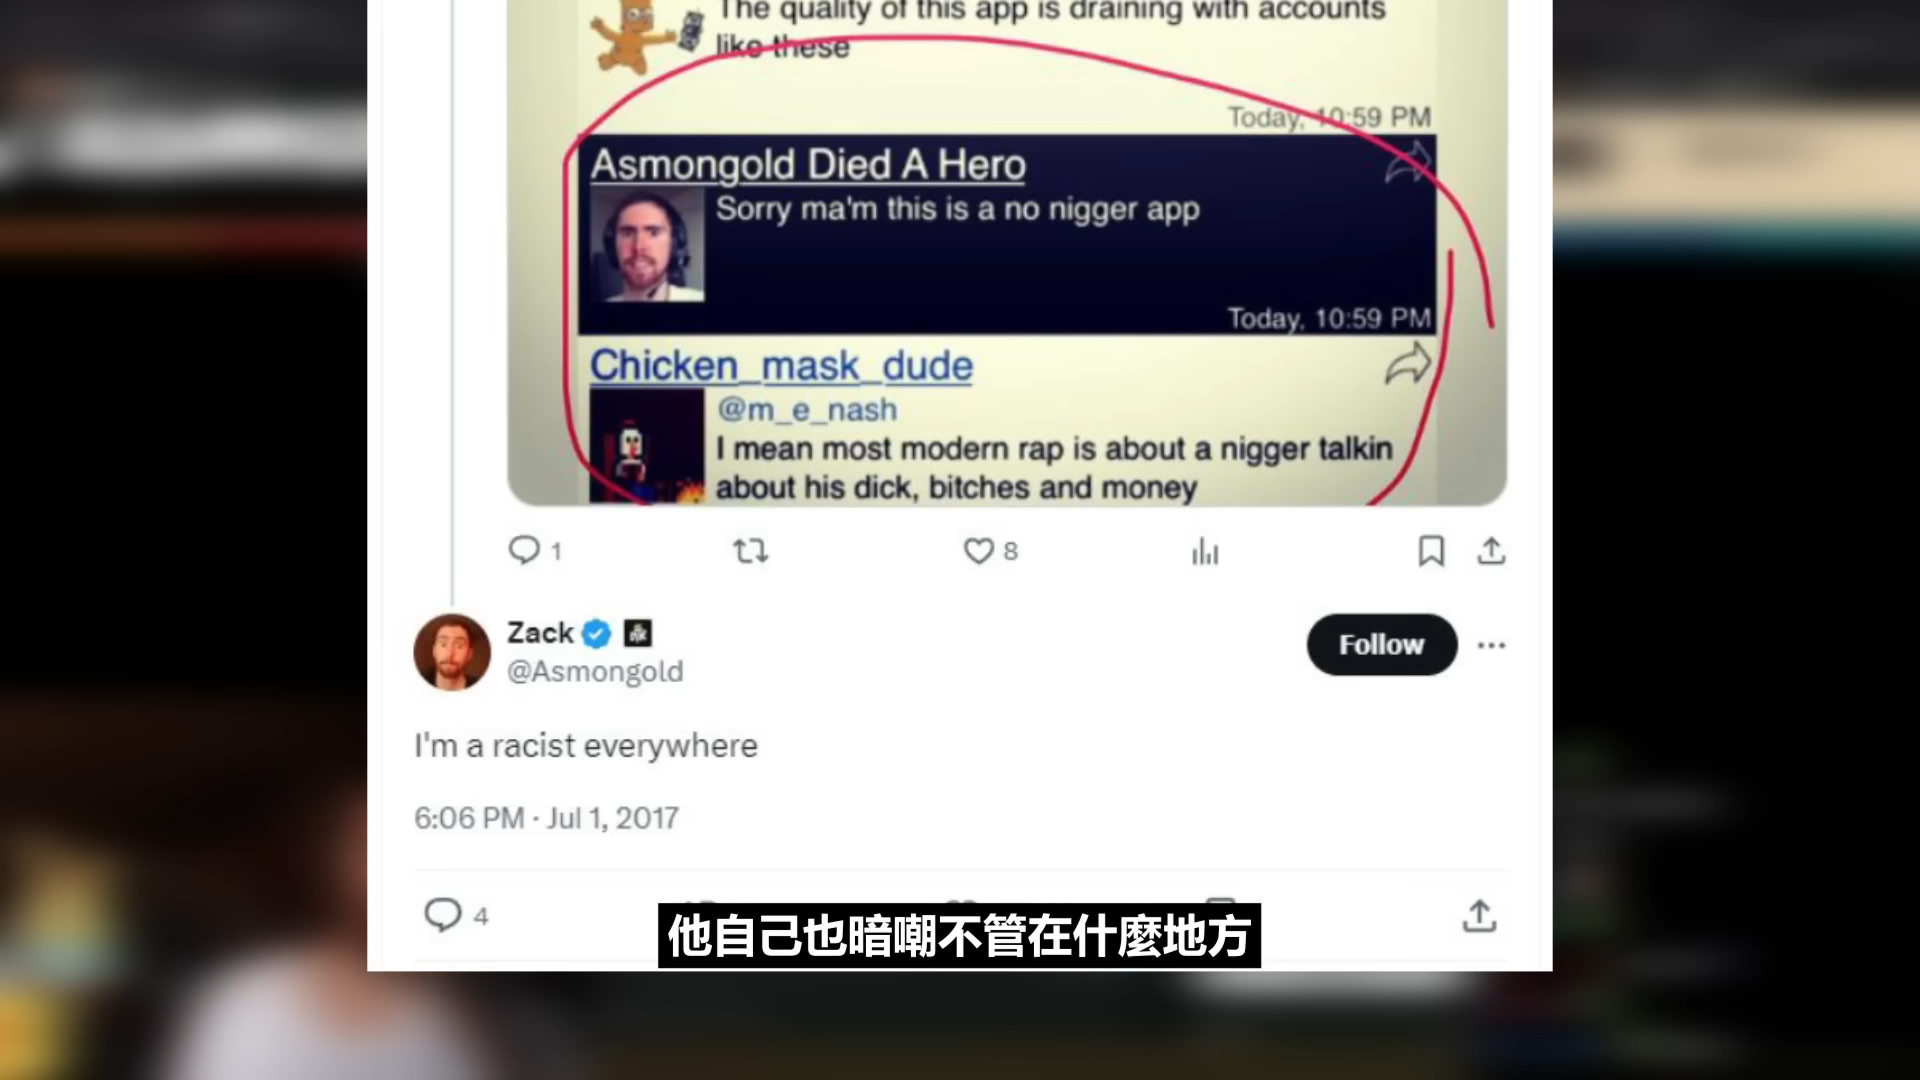 The quality of this app is draining with accounts
like these
Today, 10:59 PM
Asmongold Died A Hero
Sorry ma'm this is a no nigger app
Today, 10:59 PM
Chicken_mask_dude
@m_e_nash
I mean most modern rap is about a nigger talkin
about his dick, bitches and money
1
8
Zack
@Asmongold
Follow
I'm a racist everywhere
6:06 PM · Jul 1, 2017
4
他自己也暗嘲不管在什麼地方